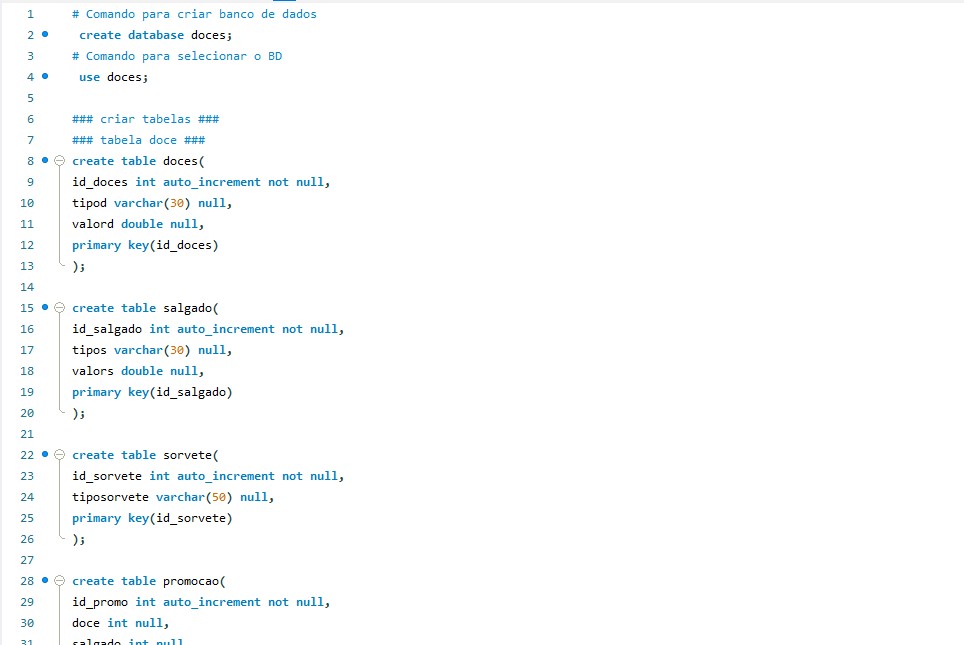 1 # Comando para criar banco de dados
2 create database doces;
3 # Comando para selecionar o BD
4 use doces;
5
6 ### criar tabelas ###
7 ### tabela doce ###
8 create table doces(
9 id_doces int auto_increment not null,
10 tipod varchar(30) null,
11 valord double null,
12 primary key(id_doces)
13 );
14
15 create table salgado(
16 id_salgado int auto_increment not null,
17 tipos varchar(30) null,
18 valors double null,
19 primary key(id_salgado)
20 );
21
22 create table sorvete(
23 id_sorvete int auto_increment not null,
24 tiposorvete varchar(50) null,
25 primary key(id_sorvete)
26 );
27
28 create table promocao(
29 id_promo int auto_increment not null,
30 doce int null,
31 salgado int null